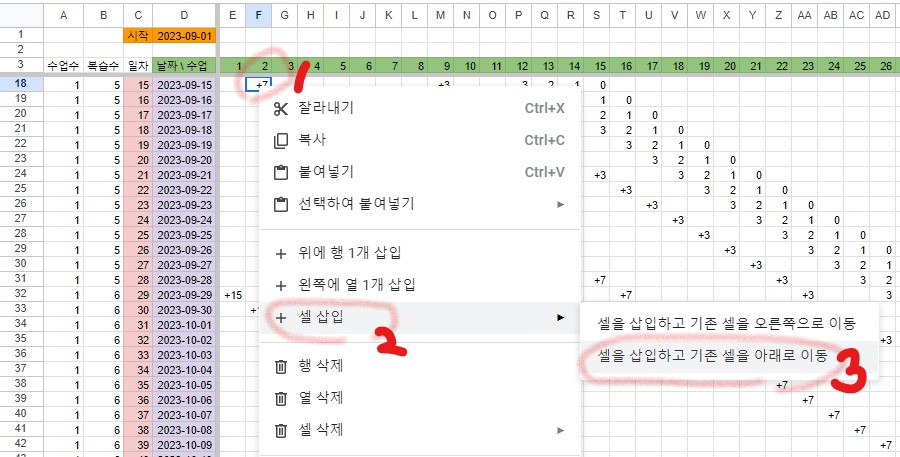 A B C D E F G H I J K L M N O P Q R S T U V W X Y Z AA AB AC AD
1 시작 2023-09-01
2
3 수업수 복습수 일차 날짜 \ 수업 1 2 3 4 5 6 7 8 9 10 11 12 13 14 15 16 17 18 19 20 21 22 23 24 25 26
18 1 5 15 2023-09-15 +7 +3 3 2 1 0
19 1 5 16 2023-09-16 1 0
20 1 5 17 2023-09-17 2 1 0
21 1 5 18 2023-09-18 3 2 1 0
22 1 5 19 2023-09-19 3 2 1 0
23 1 5 20 2023-09-20 3 2 1 0
24 1 5 21 2023-09-21 +3 3 2 1 0
25 1 5 22 2023-09-22 +3 3 2 1 0
26 1 5 23 2023-09-23 +3 3 2 1 0
27 1 5 24 2023-09-24 +3 3 2 1 0
28 1 5 25 2023-09-25 +3 3 2 1 0
29 1 5 26 2023-09-26 +3 3 2 1 0
30 1 5 27 2023-09-27 +3 3 2 1
31 1 5 28 2023-09-28 +7 +3 3 2
32 1 6 29 2023-09-29 +15 +7 +3 3
33 1 6 30 2023-09-30
34 1 6 31 2023-10-01
35 1 6 32 2023-10-02 +3
36 1 6 33 2023-10-03
37 1 6 34 2023-10-04
38 1 6 35 2023-10-05 +7
39 1 6 36 2023-10-06 +7
40 1 6 37 2023-10-07 +7
41 1 6 38 2023-10-08 +7
42 1 6 39 2023-10-09 +7
1
잘라내기 Ctrl+X
복사 Ctrl+C
붙여넣기 Ctrl+V
선택하여 붙여넣기
위에 행 1개 삽입
왼쪽에 열 1개 삽입
셀 삽입
2
행 삭제
열 삭제
셀 삭제
셀을 삽입하고 기존 셀을 오른쪽으로 이동
셀을 삽입하고 기존 셀을 아래로 이동
3